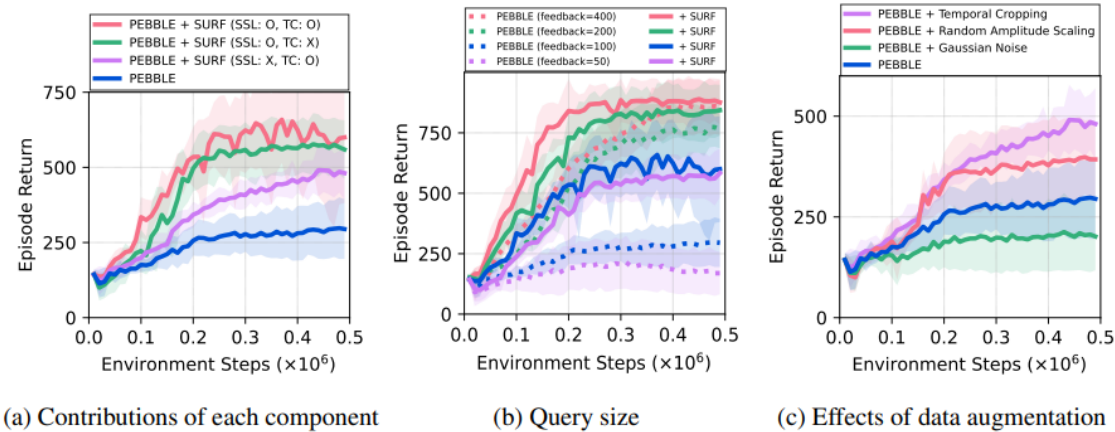 PEBBLE + SURF (SSL: O, TC: O)
PEBBLE + SURF (SSL: O, TC: X)
PEBBLE + SURF (SSL: X, TC: O)
PEBBLE
750
500
250
0
Episode Return
0.0 0.1 0.2 0.3 0.4 0.5
Environment Steps (×10⁶)
(a) Contributions of each component
PEBBLE (feedback=400) + SURF
PEBBLE (feedback=200) + SURF
PEBBLE (feedback=100) + SURF
PEBBLE (feedback=50) + SURF
750
500
250
0
Episode Return
0.0 0.1 0.2 0.3 0.4 0.5
Environment Steps (×10⁶)
(b) Query size
PEBBLE + Temporal Cropping
PEBBLE + Random Amplitude Scaling
PEBBLE + Gaussian Noise
PEBBLE
500
250
0
Episode Return
0.0 0.1 0.2 0.3 0.4 0.5
Environment Steps (×10⁶)
(c) Effects of data augmentation